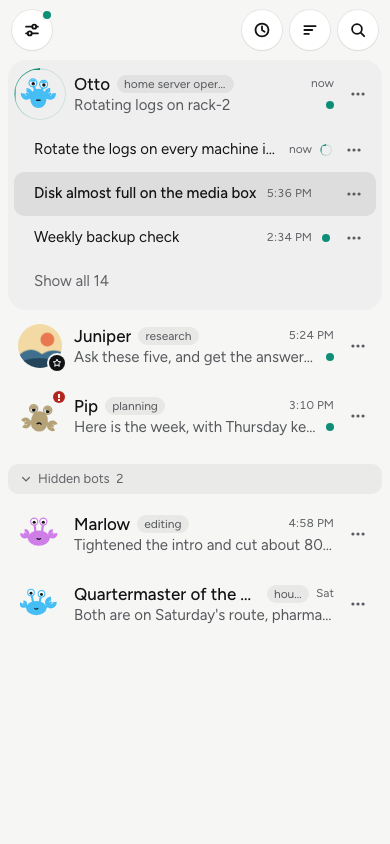 Otto home server oper... now
Rotating logs on rack-2
Rotate the logs on every machine i... now
Disk almost full on the media box 5:36 PM
Weekly backup check 2:34 PM
Show all 14
Juniper research 5:24 PM
Ask these five, and get the answer...
Pip planning 3:10 PM
Here is the week, with Thursday ke...
Hidden bots 2
Marlow editing 4:58 PM
Tightened the intro and cut about 80...
Quartermaster of the ... hou... Sat
Both are on Saturday's route, pharma...